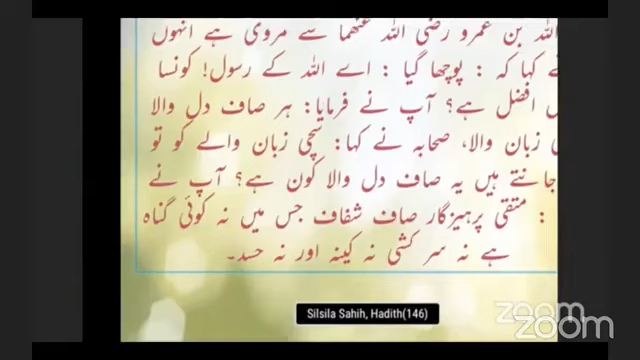 اللہ بن عمرو رضی اللہ عنھما سے مروی ہے انہوں
کہا کہ : پوچھا گیا : اے اللہ کے رسول! کونسا
افضل ہے؟ آپ نے فرمایا: ہر صاف دل والا
زبان والا، صحابہ نے کہا: سچی زبان والے کو تو
جانتے ہیں یہ صاف دل والا کون ہے؟ آپ نے
: متقی پرہیزگار صاف شفاف جس میں نہ کوئی گناہ
ہے نہ سر کشی نہ کینہ اور نہ حسد۔
Silsila Sahih, Hadith(146)
zoom
zoom